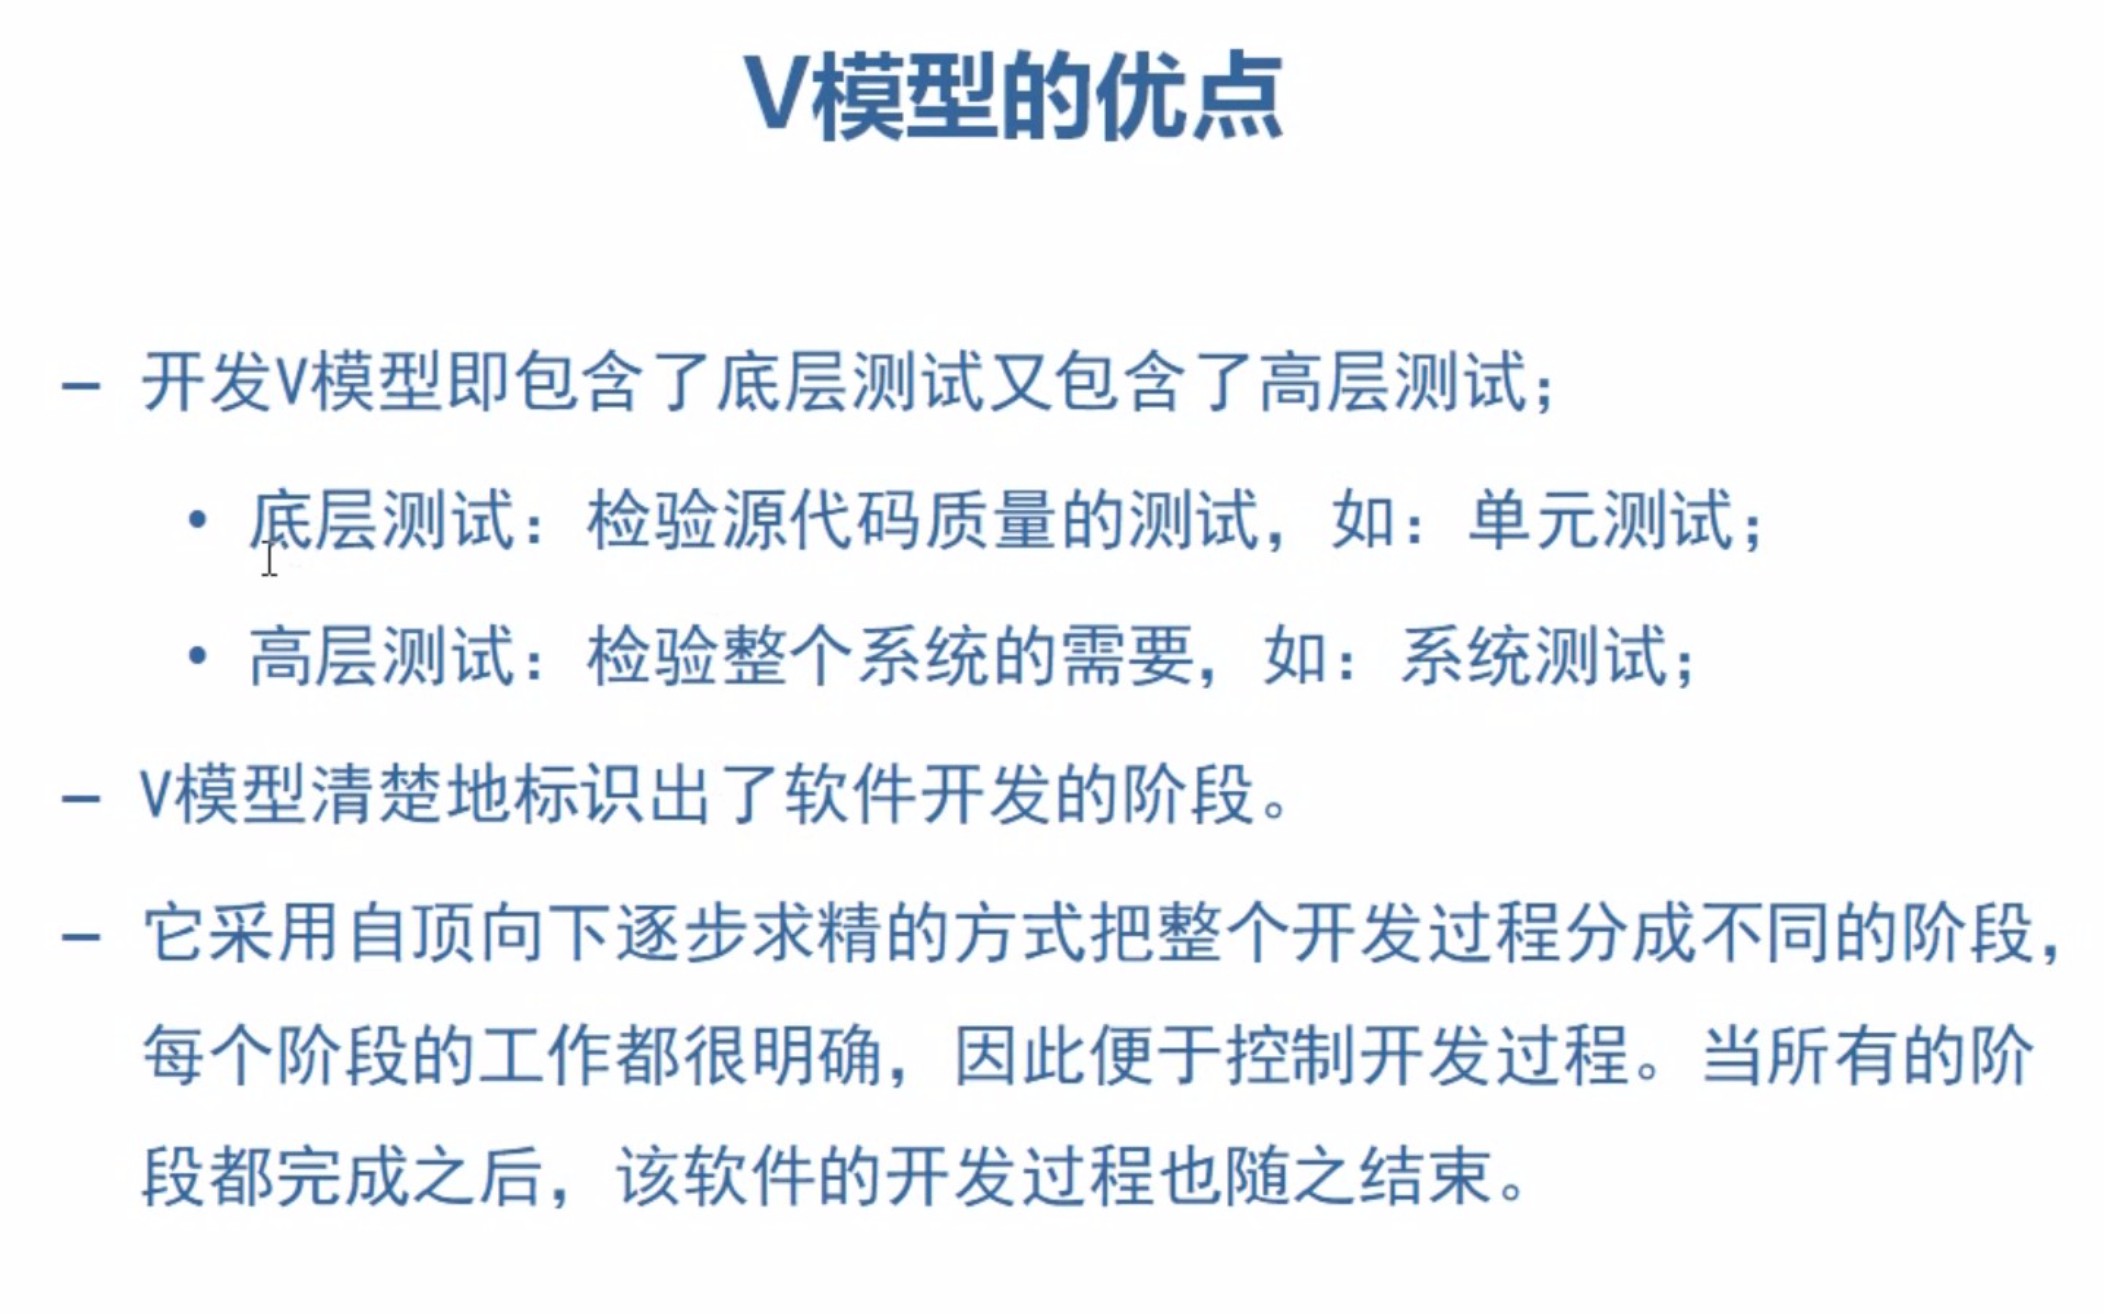 V模型的优点
– 开发V模型即包含了底层测试又包含了高层测试；
• 底层测试：检验源代码质量的测试，如：单元测试；
• 高层测试：检验整个系统的需要，如：系统测试；
– V模型清楚地标识出了软件开发的阶段。
– 它采用自顶向下逐步求精的方式把整个开发过程分成不同的阶段，
每个阶段的工作都很明确，因此便于控制开发过程。当所有的阶
段都完成之后，该软件的开发过程也随之结束。